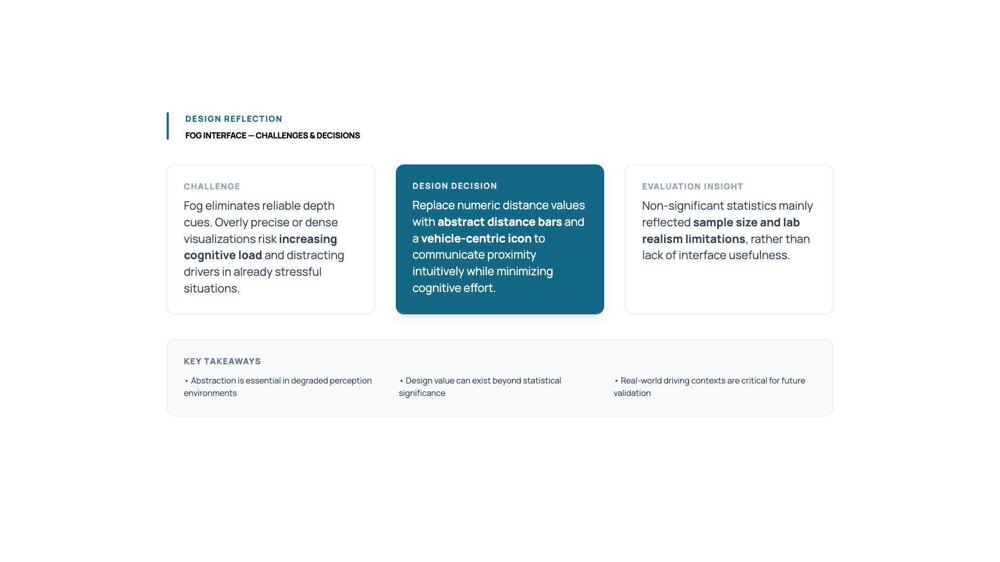 DESIGN REFLECTION
FOG INTERFACE — CHALLENGES & DECISIONS
CHALLENGE
Fog eliminates reliable depth
cues. Overly precise or dense
visualizations risk increasing
cognitive load and distracting
drivers in already stressful
situations.
DESIGN DECISION
Replace numeric distance values
with abstract distance bars and
a vehicle-centric icon to
communicate proximity
intuitively while minimizing
cognitive effort.
EVALUATION INSIGHT
Non-significant statistics mainly
reflected sample size and lab
realism limitations, rather than
lack of interface usefulness.
KEY TAKEAWAYS
• Abstraction is essential in degraded perception
environments
• Design value can exist beyond statistical
significance
• Real-world driving contexts are critical for future
validation